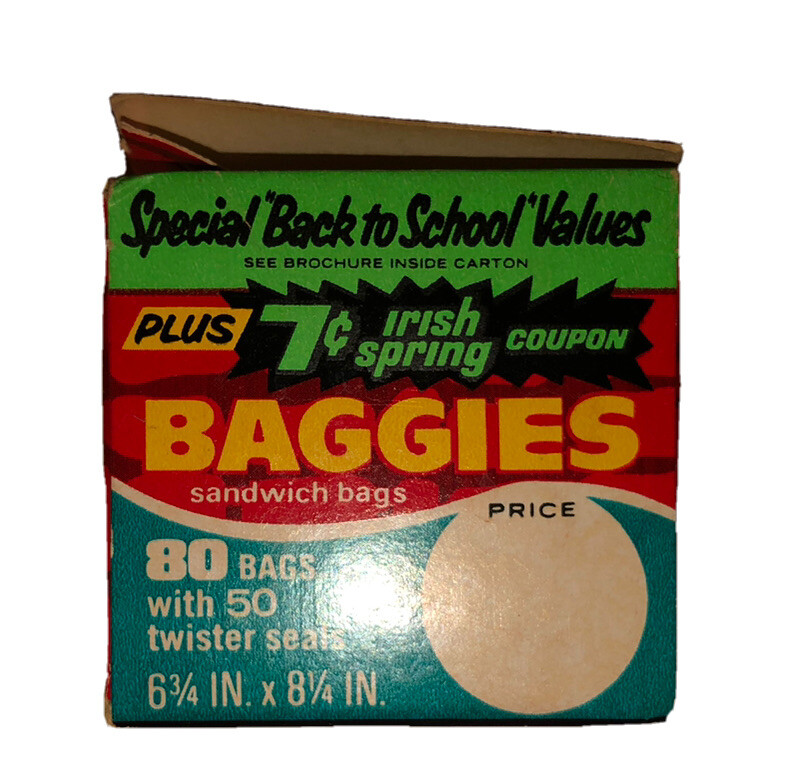 Special "Back to School" Values
SEE BROCHURE INSIDE CARTON
PLUS 7¢ irish spring COUPON
BAGGIES
sandwich bags
PRICE
80 BAGS
with 50
twister seals
6¾ IN. x 8¼ IN.